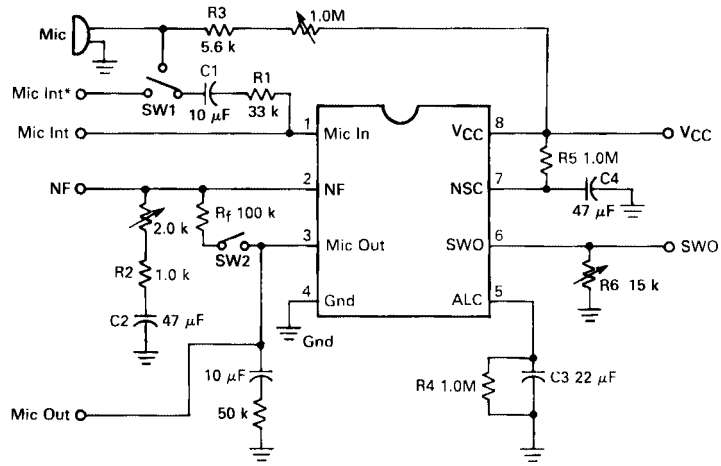 Mic
R3
5.6 k
1.0M
Mic Int*
SW1
C1
10 µF
R1
33 k
Mic Int
1
Mic In
VCC
8
VCC
R5 1.0M
NF
2
NF
NSC
7
C4
47 µF
2.0 k
Rf 100 k
SW2
3
Mic Out
SWO
6
SWO
R2
1.0 k
R6 15 k
4
Gnd
ALC
5
C2
47 µF
Gnd
10 µF
50 k
R4 1.0M
C3 22 µF
Mic Out